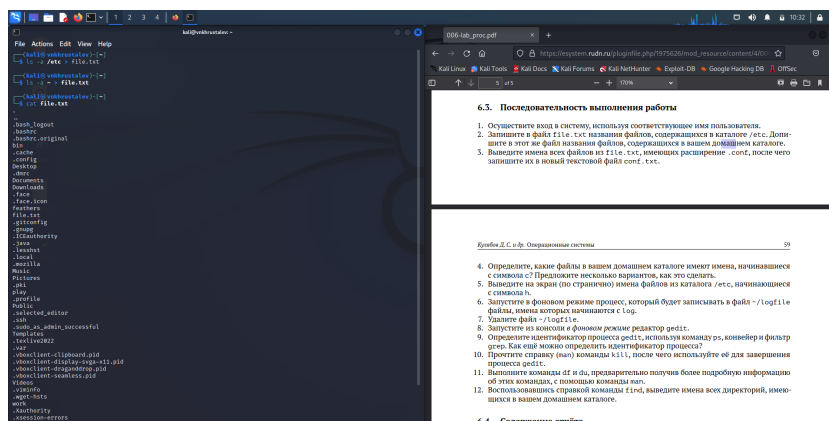 1 2 3 4
10:32
kali@vnkhrustalev: ~
File Actions Edit View Help
(kali㉿vnkhrustalev)-[~]
$ ls -a /etc > file.txt
(kali㉿vnkhrustalev)-[~]
$ ls -a ~ > file.txt
(kali㉿vnkhrustalev)-[~]
$ cat file.txt
.
..
.bash_logout
.bashrc
.bashrc.original
bin
.cache
.config
Desktop
.dmrc
Documents
Downloads
.face
.face.icon
feathers
file.txt
.gitconfig
.gnupg
.ICEauthority
.java
.lesshst
.local
.mozilla
Music
Pictures
.pki
play
.profile
Public
.selected_editor
.ssh
.sudo_as_admin_successful
Templates
.texlive2022
.var
.vboxclient-clipboard.pid
.vboxclient-display-svga-x11.pid
.vboxclient-draganddrop.pid
.vboxclient-seamless.pid
Videos
.viminfo
.wget-hsts
work
.Xauthority
.xsession-errors
006-lab_proc.pdf
https://esystem.rudn.ru/pluginfile.php/1975626/mod_resource/content/4/00
Kali Linux Kali Tools Kali Docs Kali Forums Kali NetHunter Exploit-DB Google Hacking DB OffSec
5 из 5 170%
6.3. Последовательность выполнения работы
1. Осуществите вход в систему, используя соответствующее имя пользователя.
2. Запишите в файл file.txt названия файлов, содержащихся в каталоге /etc. Допи-
шите в этот же файл названия файлов, содержащихся в вашем домашнем каталоге.
3. Выведите имена всех файлов из file.txt, имеющих расширение .conf, после чего
запишите их в новый текстовой файл conf.txt.
Кулябов Д. С. и др. Операционные системы 59
4. Определите, какие файлы в вашем домашнем каталоге имеют имена, начинавшиеся
с символа c? Предложите несколько вариантов, как это сделать.
5. Выведите на экран (по странично) имена файлов из каталога /etc, начинающиеся
с символа h.
6. Запустите в фоновом режиме процесс, который будет записывать в файл ~/logfile
файлы, имена которых начинаются с log.
7. Удалите файл ~/logfile.
8. Запустите из консоли в фоновом режиме редактор gedit.
9. Определите идентификатор процесса gedit, используя команду ps, конвейер и фильтр
grep. Как ещё можно определить идентификатор процесса?
10. Прочтите справку (man) команды kill, после чего используйте её для завершения
процесса gedit.
11. Выполните команды df и du, предварительно получив более подробную информацию
об этих командах, с помощью команды man.
12. Воспользовавшись справкой команды find, выведите имена всех директорий, имею-
щихся в вашем домашнем каталоге.